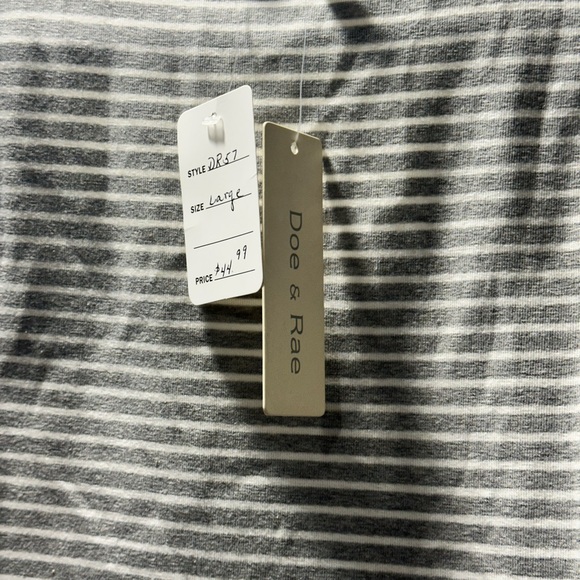 STYLE DR57
SIZE Large
PRICE $44.99
Doe & Rae